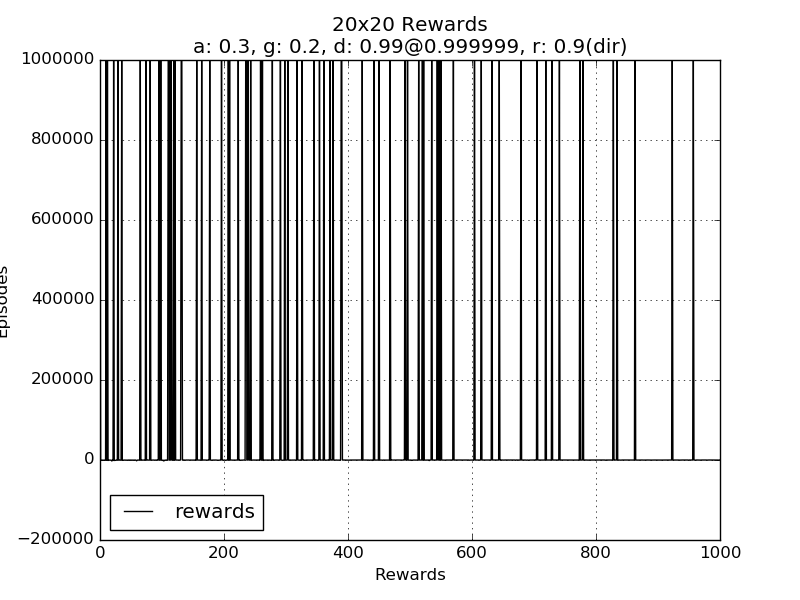 20x20 Rewards
a: 0.3, g: 0.2, d: 0.99@0.999999, r: 0.9(dir)
1000000
800000
600000
400000
200000
0
−200000
Episodes
rewards
0 200 400 600 800 1000
Rewards